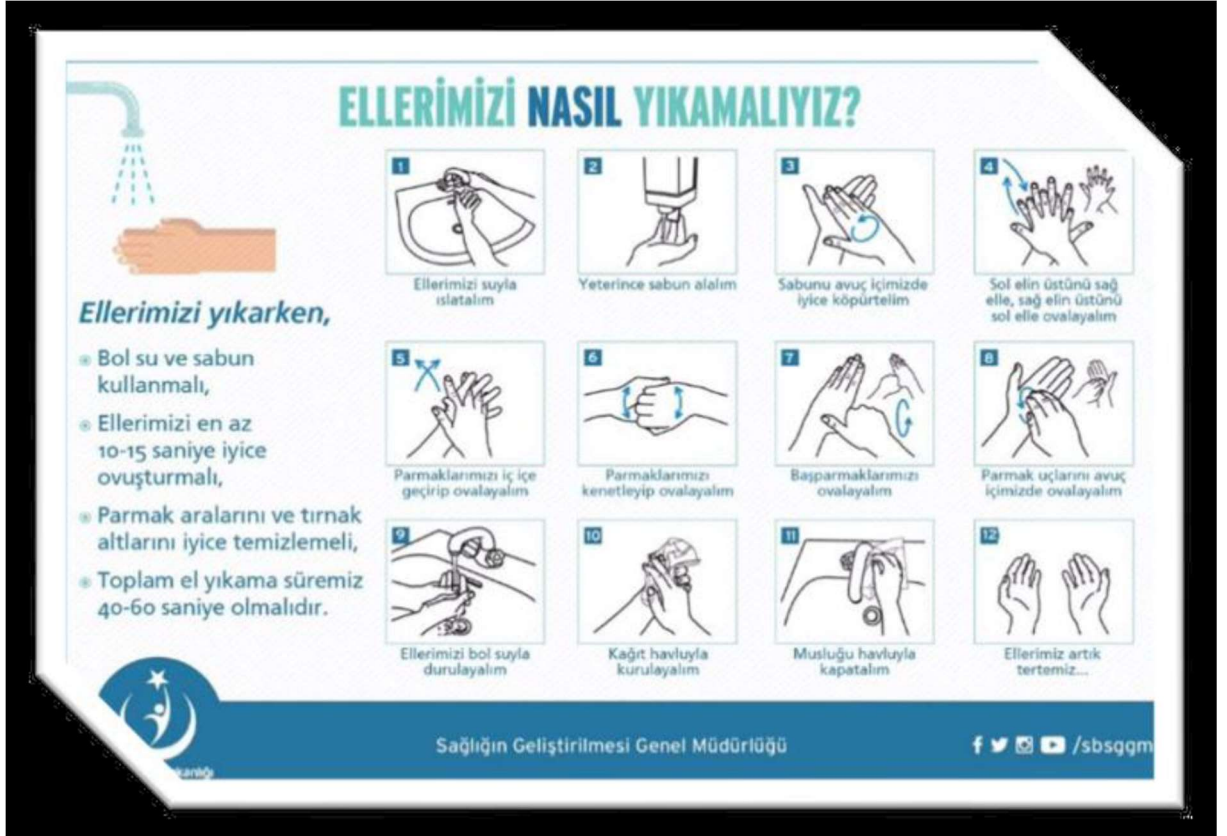 ELLERİMİZİ NASIL YIKAMALIYIZ?
Ellerimizi yıkarken,
Bol su ve sabun
kullanmalı,
Ellerimizi en az
10-15 saniye iyice
ovuşturmalı,
Parmak aralarını ve tırnak
altlarını iyice temizlemeli,
Toplam el yıkama süremiz
40-60 saniye olmalıdır.
1
Ellerimizi suyla
ıslatalım
2
Yeterince sabun alalım
3
Sabunu avuç içimizde
iyice köpürtelim
4
Sol elin üstünü sağ
elle, sağ elin üstünü
sol elle ovalayalım
5
Parmaklarımızı iç içe
geçirip ovalayalım
6
Parmaklarımızı
kenetleyip ovalayalım
7
Başparmaklarımızı
ovalayalım
8
Parmak uçlarını avuç
içimizde ovalayalım
9
Ellerimizi bol suyla
durulayalım
10
Kağıt havluyla
kurulayalım
11
Musluğu havluyla
kapatalım
12
Ellerimiz artık
tertemiz...
Sağlığın Geliştirilmesi Genel Müdürlüğü
/sbsggm